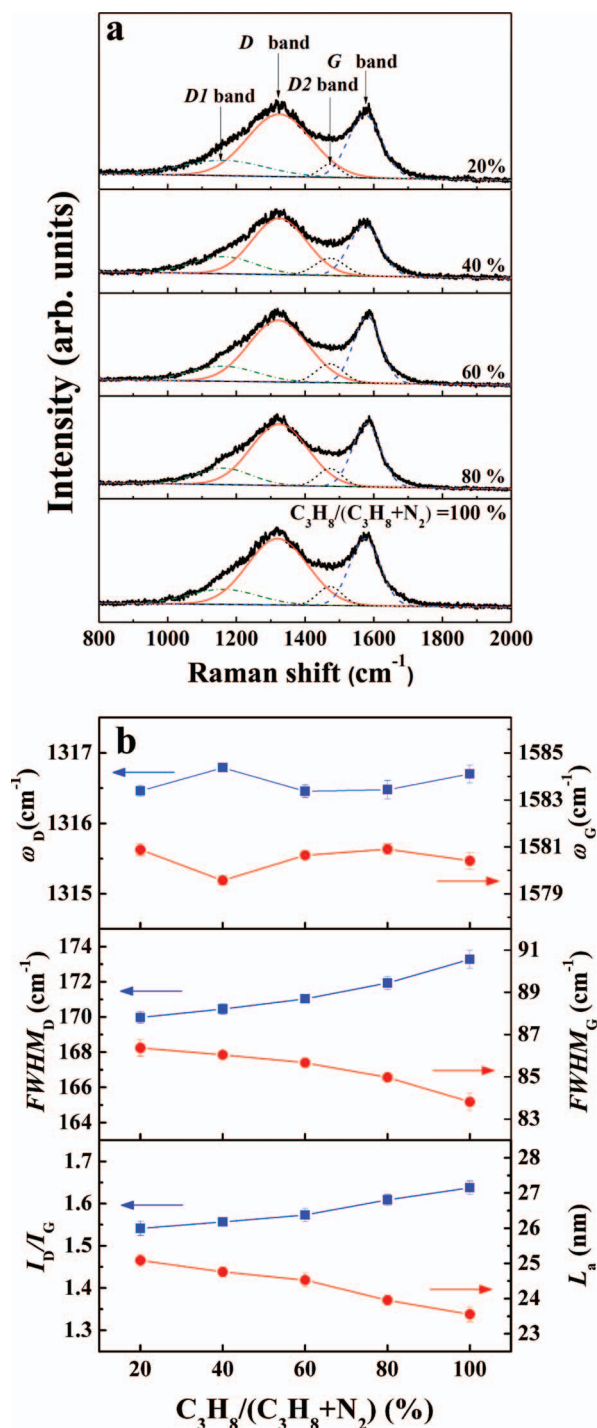 a
D band
G band
D1 band
D2 band
20%
40 %
60 %
80 %
C3H8/(C3H8+N2) =100 %
Intensity (arb. units)
800 1000 1200 1400 1600 1800 2000
Raman shift (cm-1)
b
1317
1316
1315
ωD(cm-1)
1585
1583
1581
1579
ωG(cm-1)
174
172
170
168
166
164
FWHMD (cm-1)
91
89
87
85
83
FWHMG (cm-1)
1.7
1.6
1.5
1.4
1.3
ID/IG
28
27
26
25
24
23
La (nm)
20 40 60 80 100
C3H8/(C3H8+N2) (%)